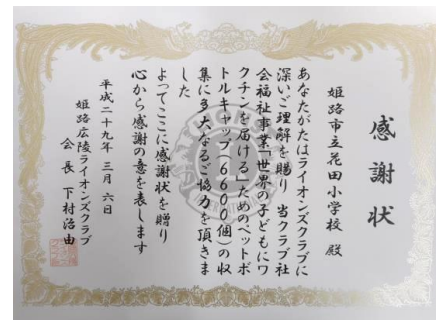 感謝状
姫路市立花田小学校 殿
あなたがたはライオンズクラブに
深いご理解を賜り 当クラブ社
会福祉事業「世界の子どもにワ
クチンを届ける」ためのペットボ
トルキャップ(6610個)の収
集に多大なるご協力を頂きま
した
よってここに感謝状を贈り
心から感謝の意を表します
平成二十九年 三月 六日
姫路広陵ライオンズクラブ
会長 下村治由